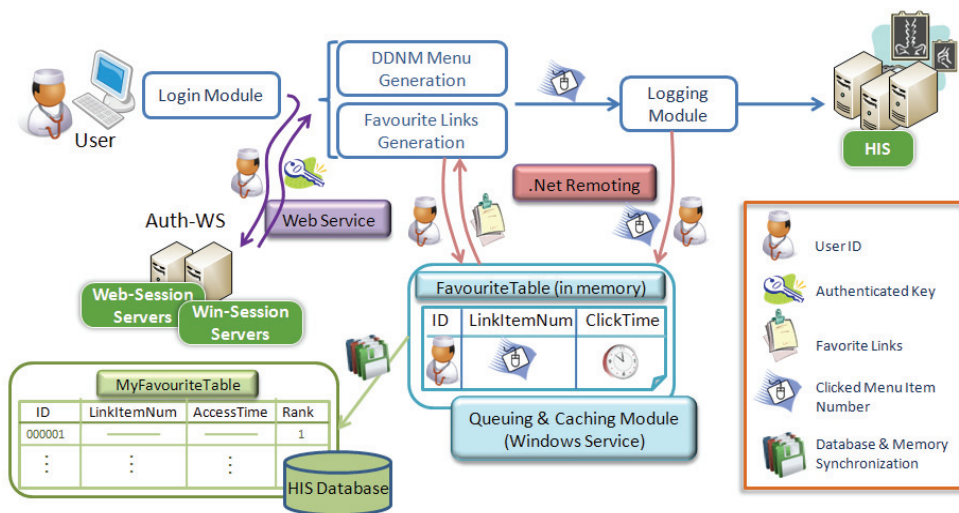 User
Login Module
DDNM Menu
Generation
Favourite Links
Generation
Logging
Module
HIS
.Net Remoting
Web Service
Auth-WS
Web-Session
Servers
Win-Session
Servers
FavouriteTable (in memory)
ID LinkItemNum ClickTime
Queuing & Caching Module
(Windows Service)
MyFavouriteTable
ID LinkItemNum AccessTime Rank
000001 1
HIS Database
User ID
Authenticated Key
Favorite Links
Clicked Menu Item
Number
Database & Memory
Synchronization